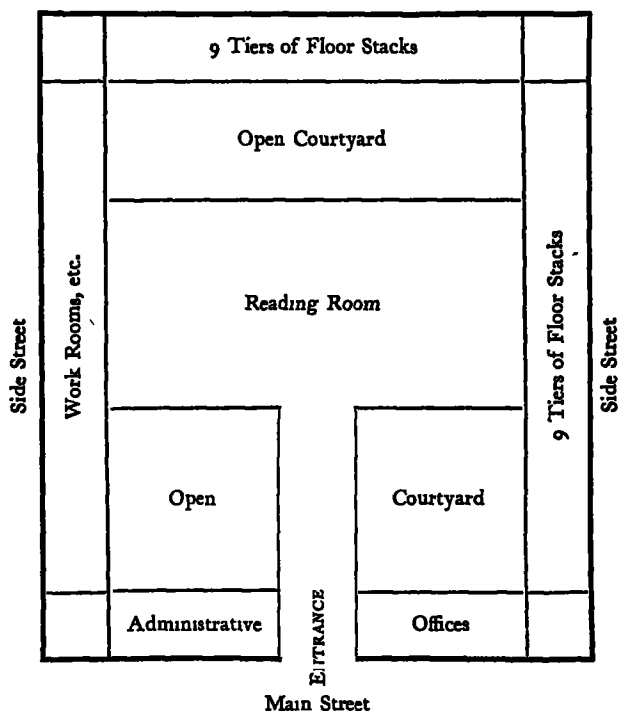 9 Tiers of Floor Stacks
Open Courtyard
Side Street
Work Rooms, etc.
Reading Room
9 Tiers of Floor Stacks
Side Street
Open
Courtyard
Administrative
ENTRANCE
Offices
Main Street